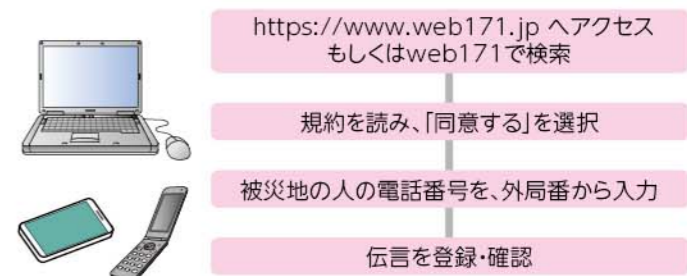 https://www.web171.jp へアクセス
もしくはweb171で検索
規約を読み、「同意する」を選択
被災地の人の電話番号を、外局番から入力
伝言を登録・確認